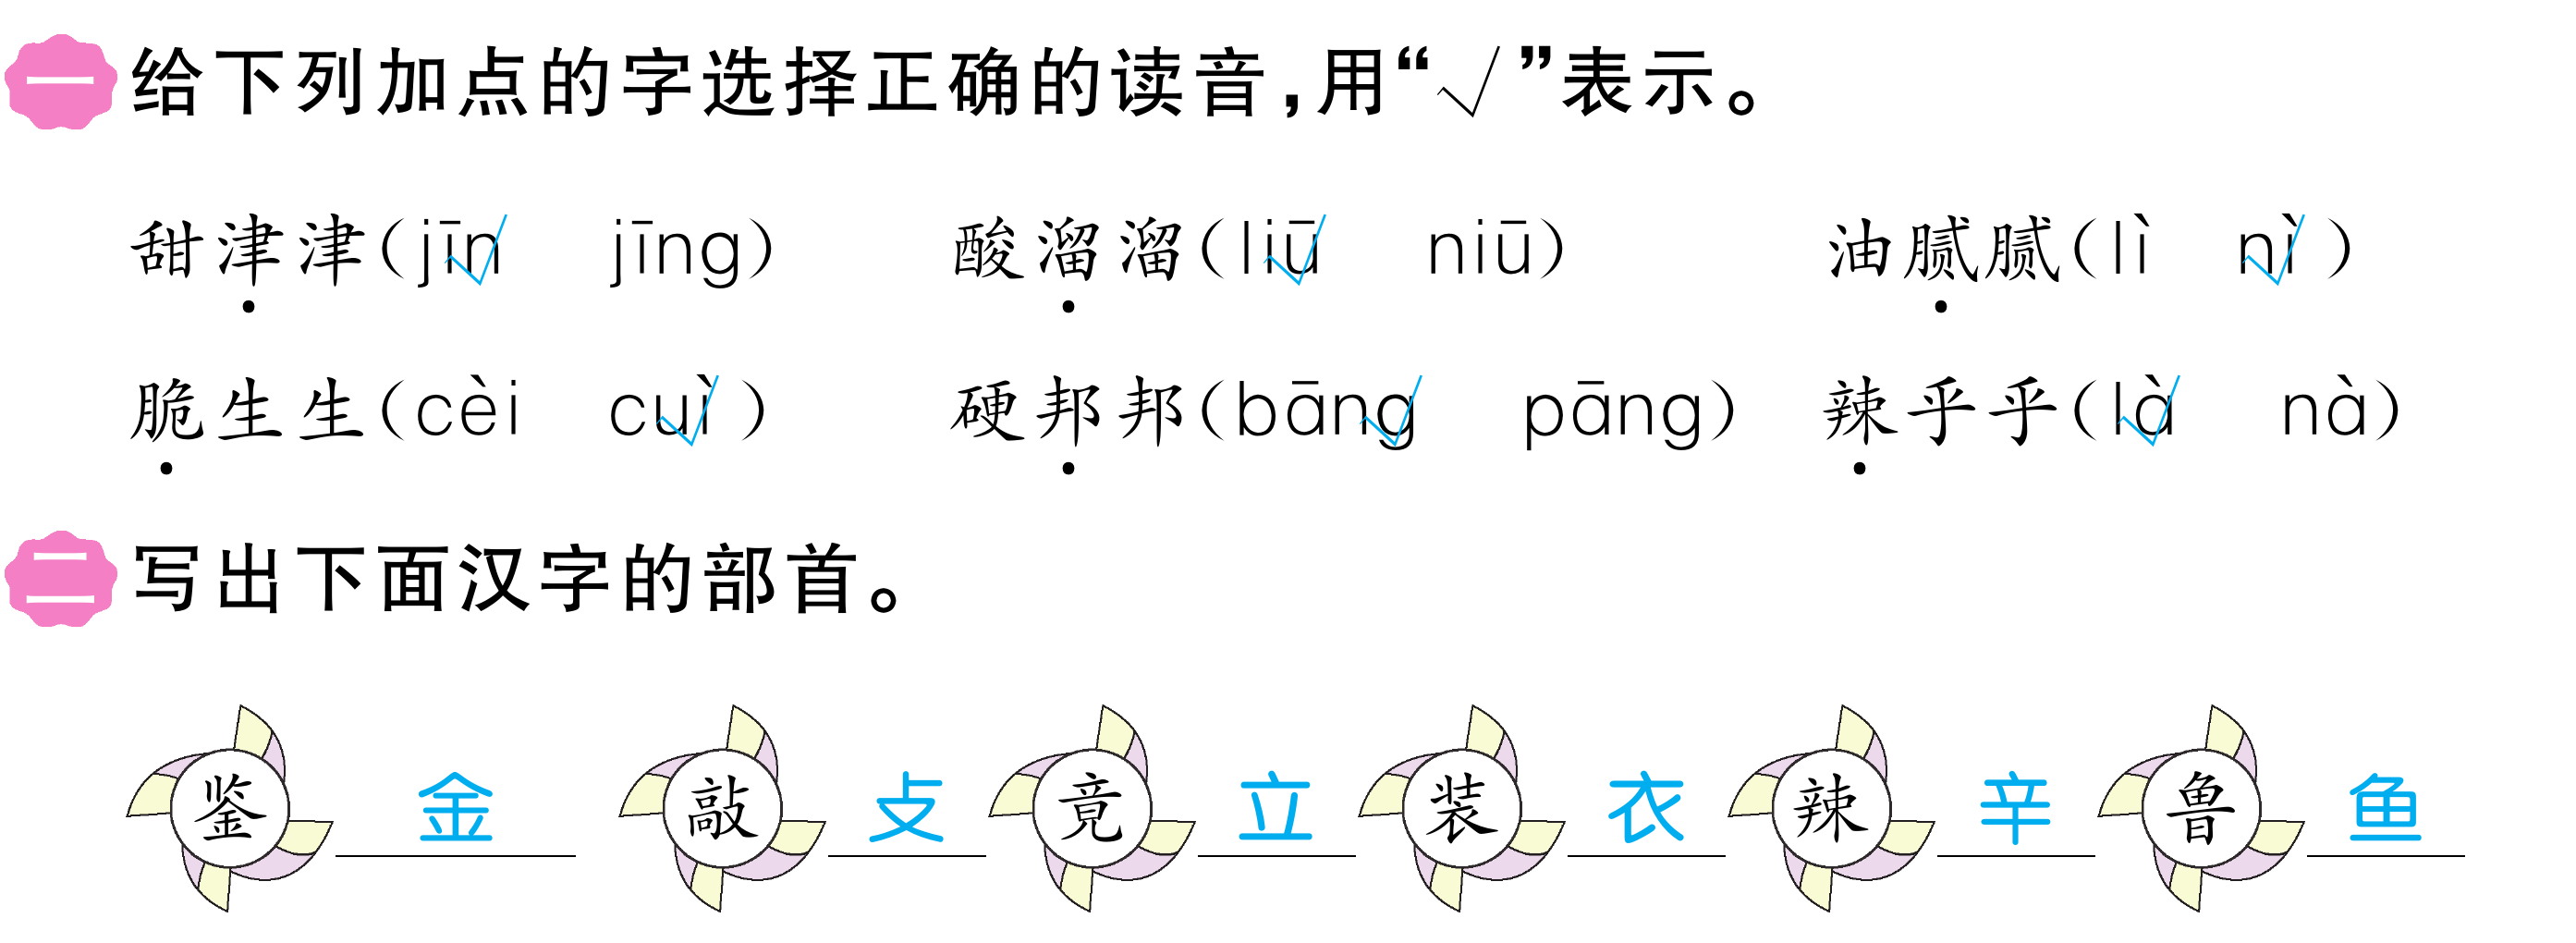 一 给下列加点的字选择正确的读音,用“√”表示。
甜津津(jīn√ jīng) 酸溜溜(liū√ niū) 油腻腻(lì nì√)
脆生生(cèi cuì√) 硬邦邦(bāng√ pāng) 辣乎乎(là√ nà)
二 写出下面汉字的部首。
鉴 金 敲 攴 竟 立 装 衣 辣 辛 鲁 鱼